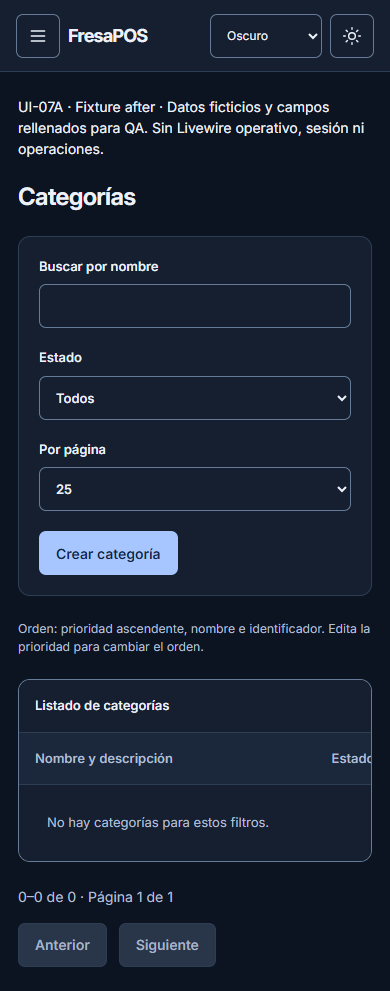 FresaPOS
Oscuro
UI-07A · Fixture after · Datos ficticios y campos
rellenados para QA. Sin Livewire operativo, sesión ni
operaciones.
Categorías
Buscar por nombre
Estado
Todos
Por página
25
Crear categoría
Orden: prioridad ascendente, nombre e identificador. Edita la
prioridad para cambiar el orden.
Listado de categorías
Nombre y descripción Estado
No hay categorías para estos filtros.
0–0 de 0 · Página 1 de 1
Anterior Siguiente